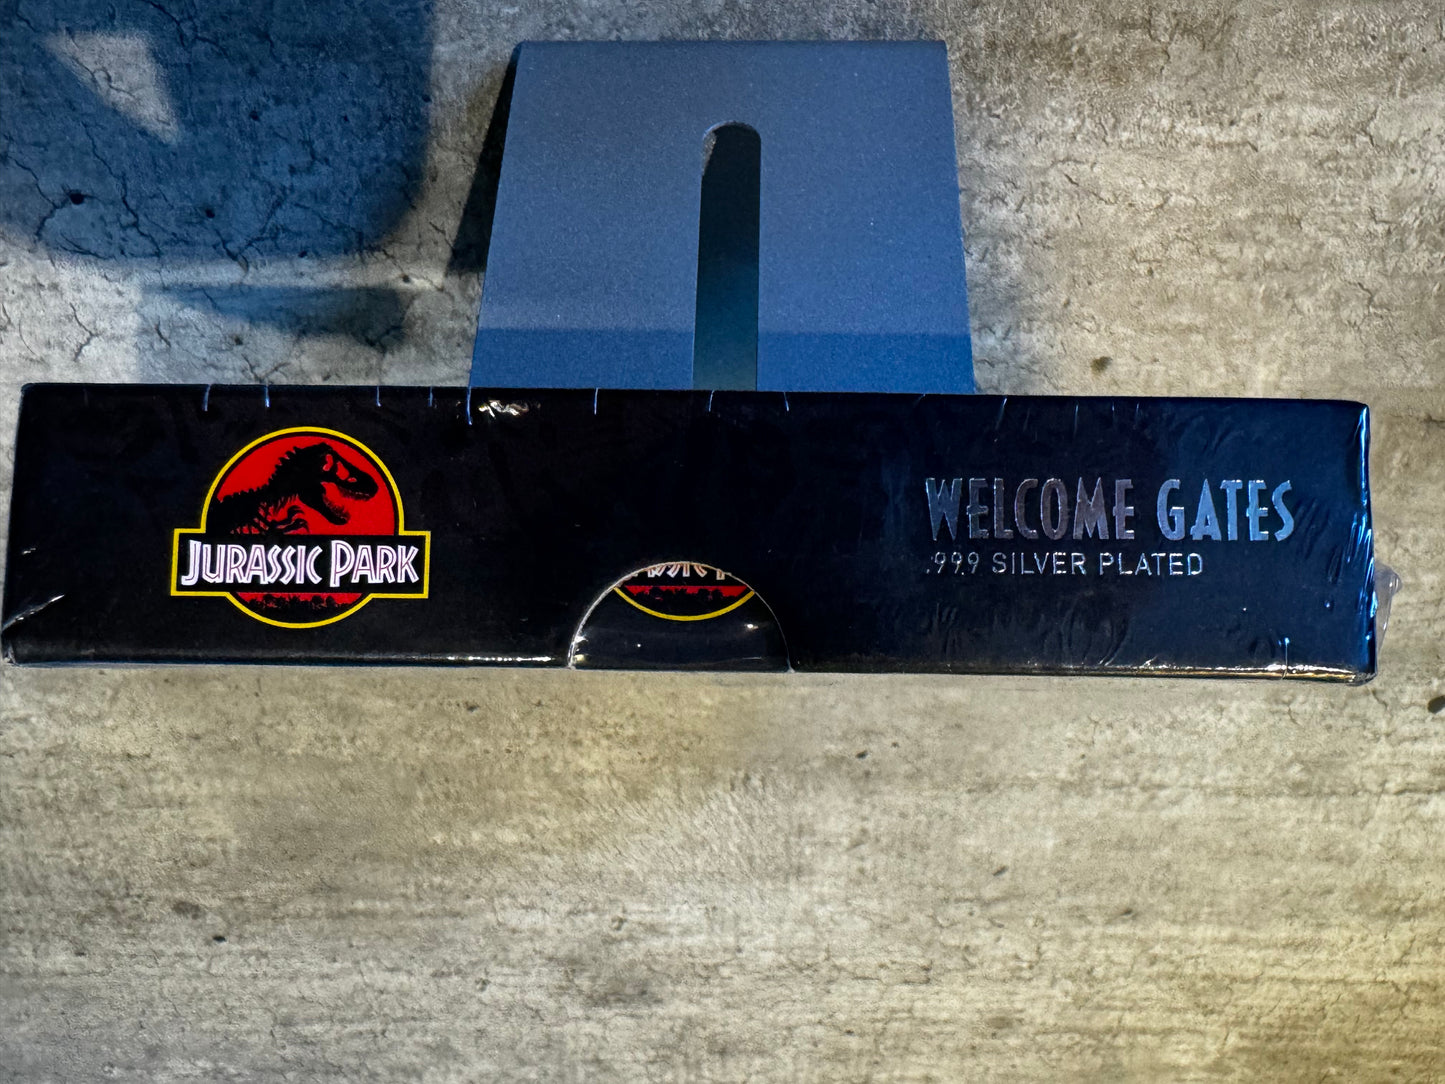 JURASSIC PARK
WELCOME GATES
.999 SILVER PLATED